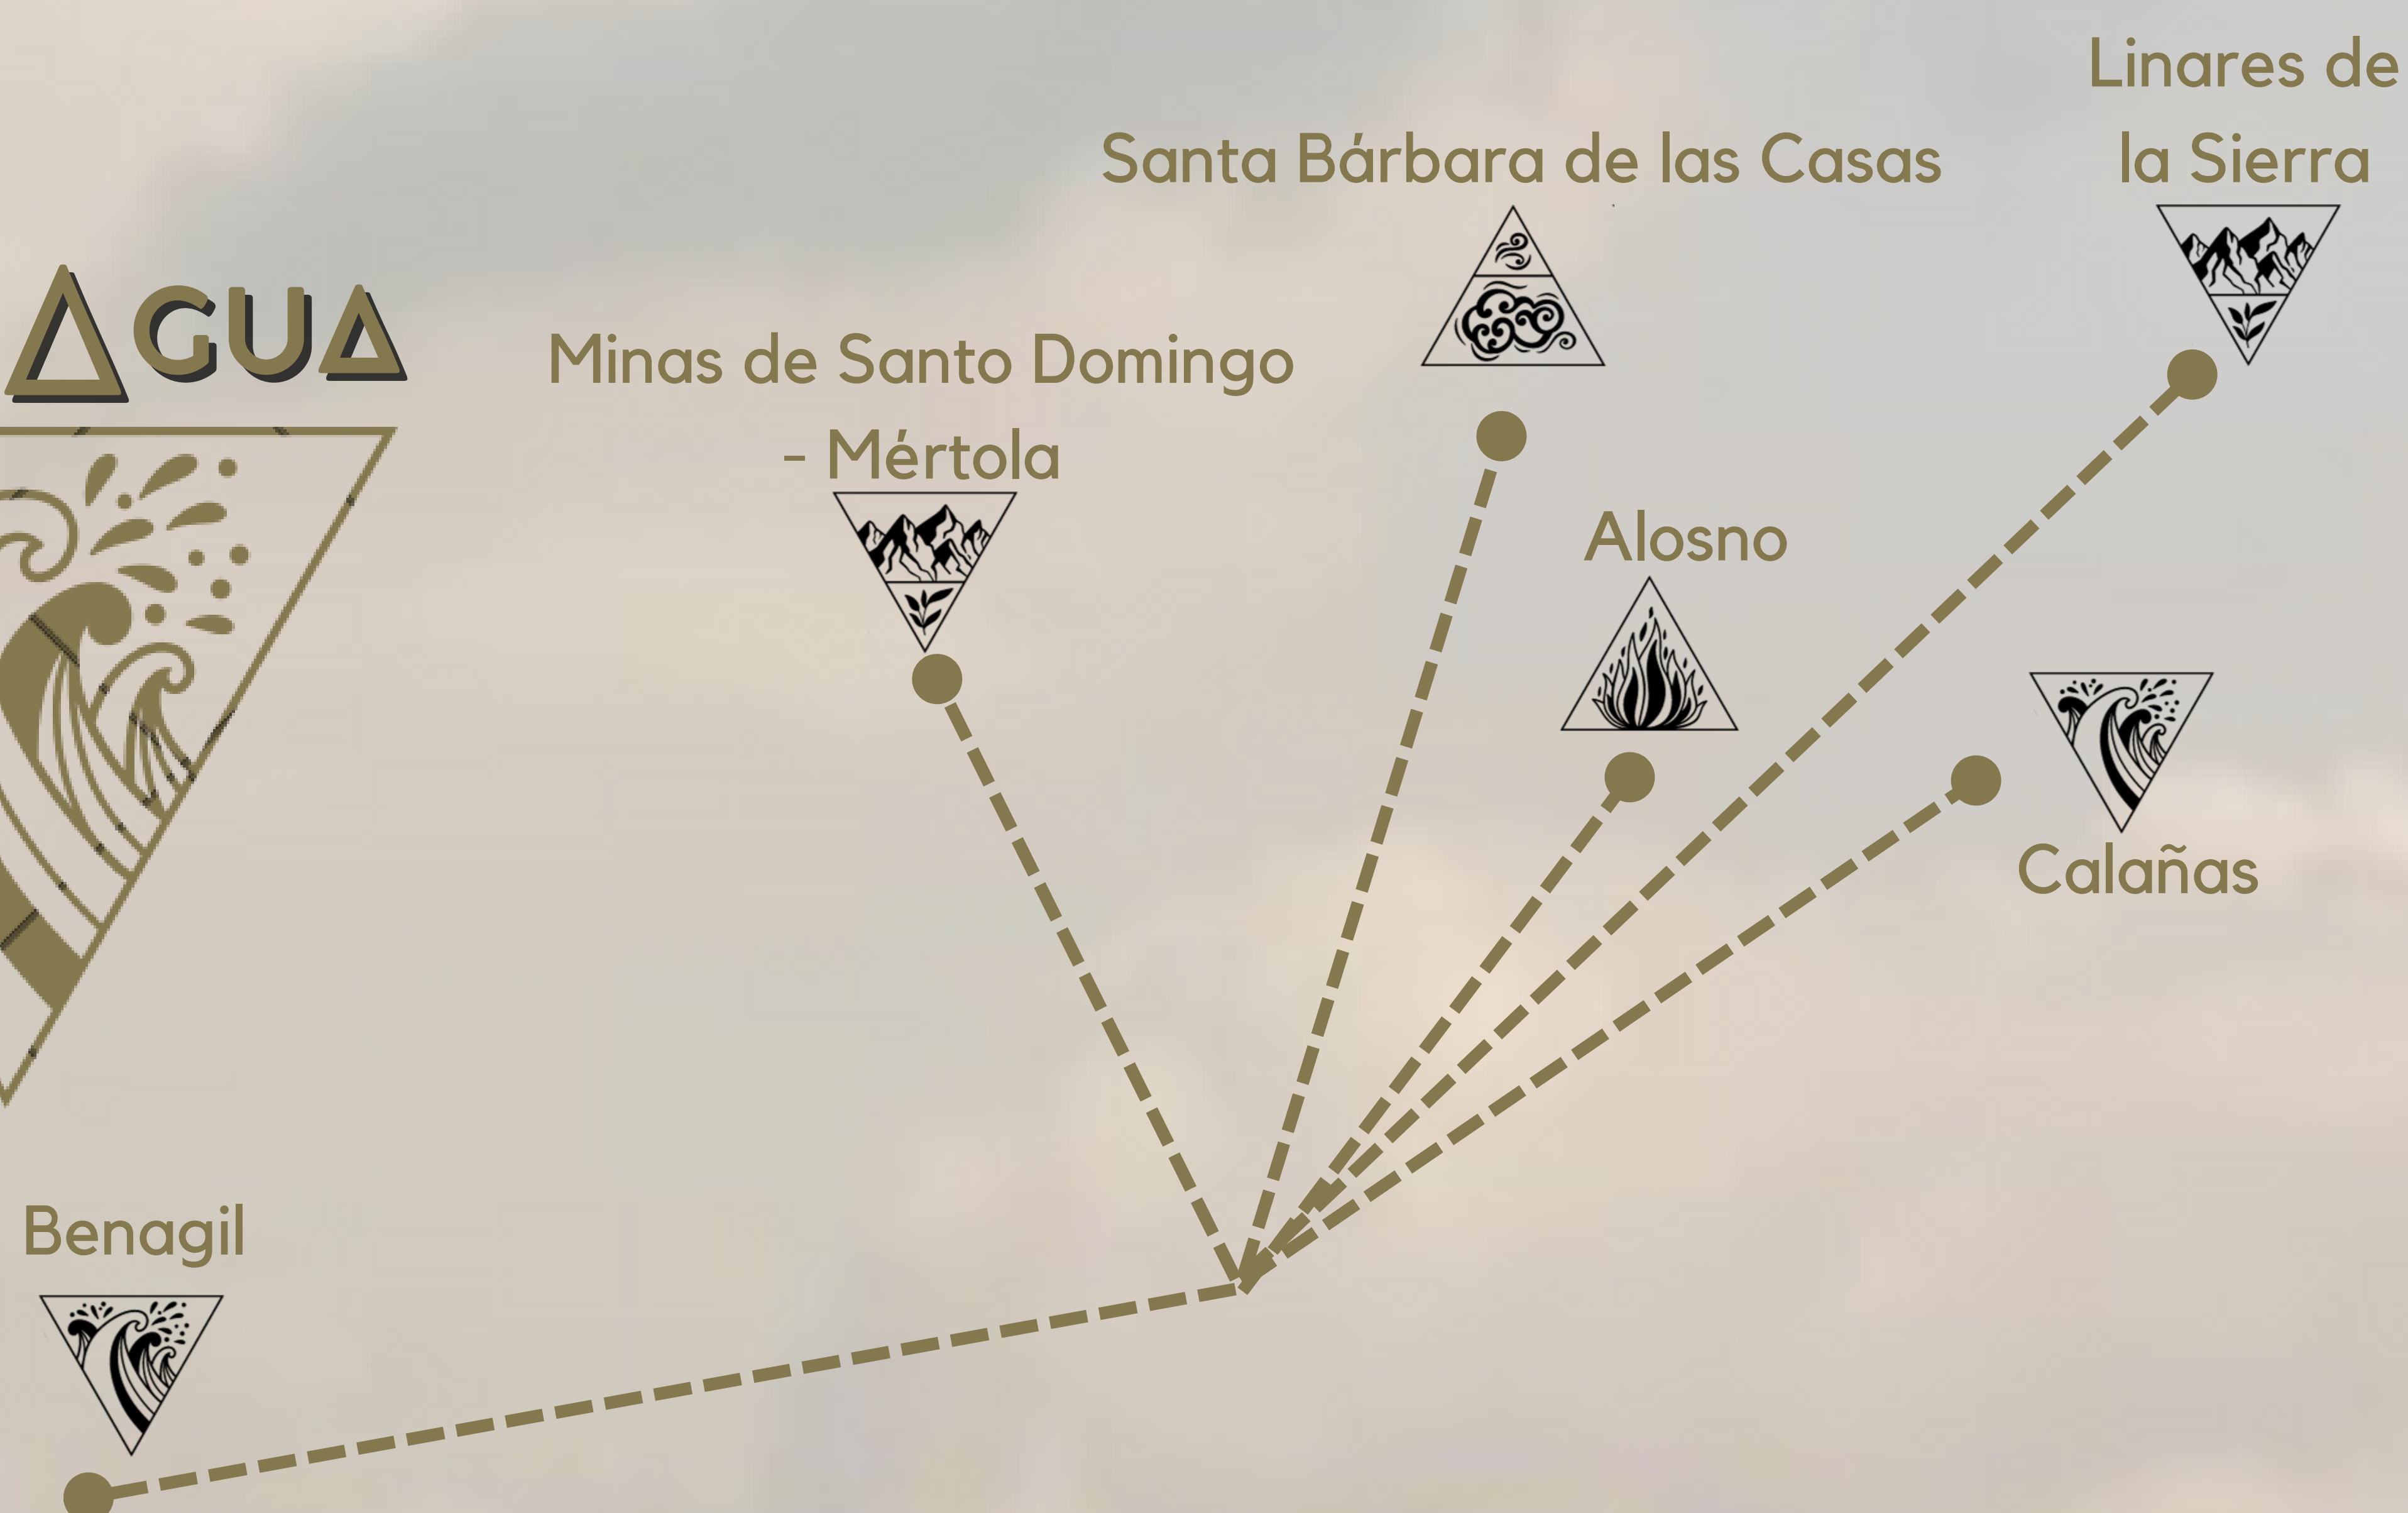 Linares de
la Sierra
Santa Bárbara de las Casas
AGUA
Minas de Santo Domingo
- Mértola
Alosno
Calañas
Benagil